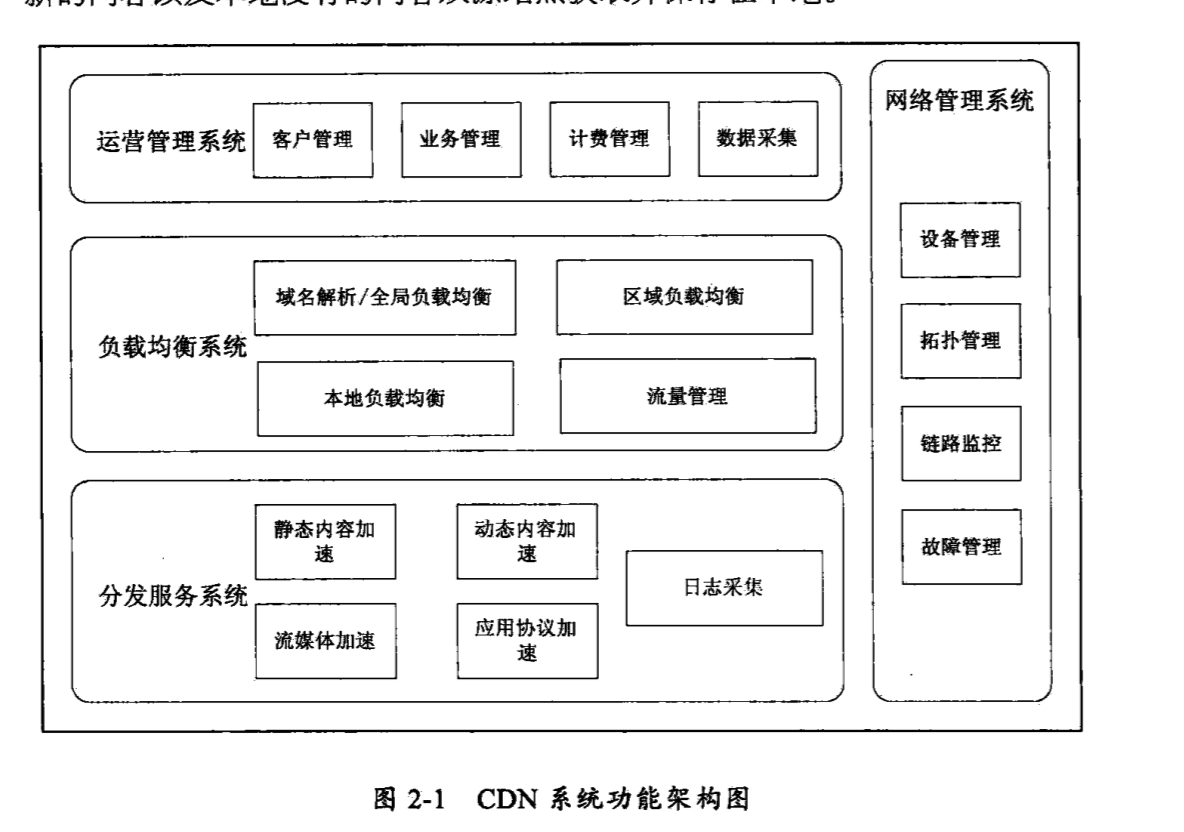 运营管理系统
客户管理
业务管理
计费管理
数据采集
负载均衡系统
域名解析/全局负载均衡
区域负载均衡
本地负载均衡
流量管理
分发服务系统
静态内容加
速
动态内容加
速
日志采集
流媒体加速
应用协议加
速
网络管理系统
设备管理
拓扑管理
链路监控
故障管理
图 2-1 CDN 系统功能架构图